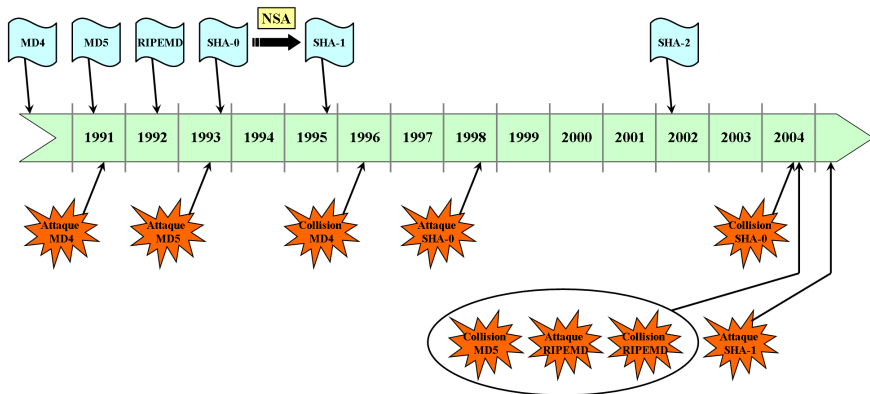 NSA
MD4
MD5
RIPEMD
SHA-0
SHA-1
SHA-2
1991
1992
1993
1994
1995
1996
1997
1998
1999
2000
2001
2002
2003
2004
Attaque
MD4
Attaque
MD5
Collision
MD4
Attaque
SHA-0
Collision
SHA-0
Collision
MD5
Attaque
RIPEMD
Collision
RIPEMD
Attaque
SHA-1